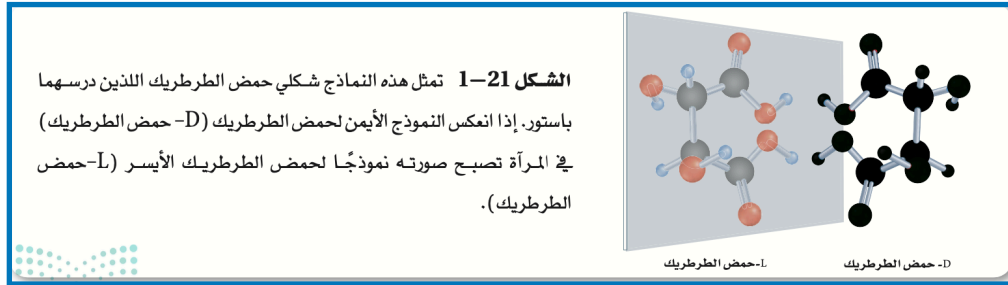 الشكل 21–1 تمثل هذه النماذج شكلي حمض الطرطريك اللذين درسهما
باستور. إذا انعكس النموذج الأيمن لحمض الطرطريك (D- حمض الطرطريك)
في المرآة تصبح صورته نموذجًا لحمض الطرطريك الأيسر (L-حمض
الطرطريك).
D- حمض الطرطريك
L-حمض الطرطريك